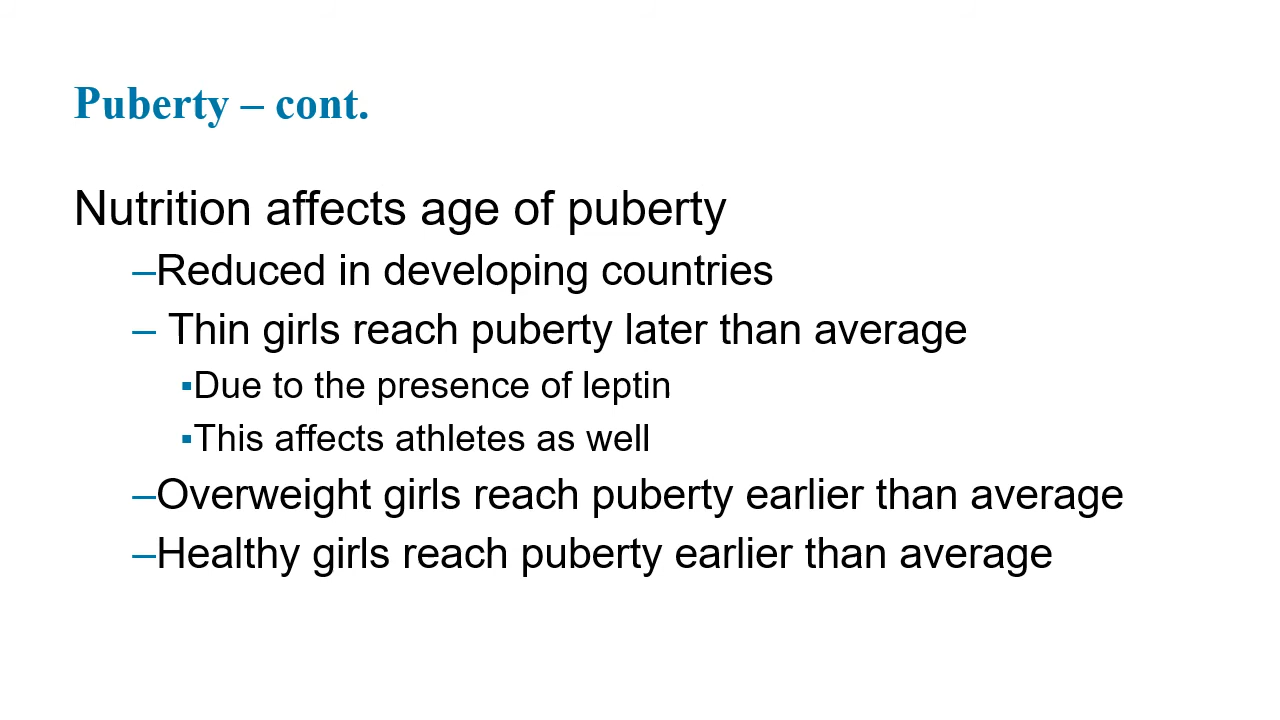 Puberty – cont.
Nutrition affects age of puberty
–Reduced in developing countries
– Thin girls reach puberty later than average
▪Due to the presence of leptin
▪This affects athletes as well
–Overweight girls reach puberty earlier than average
–Healthy girls reach puberty earlier than average